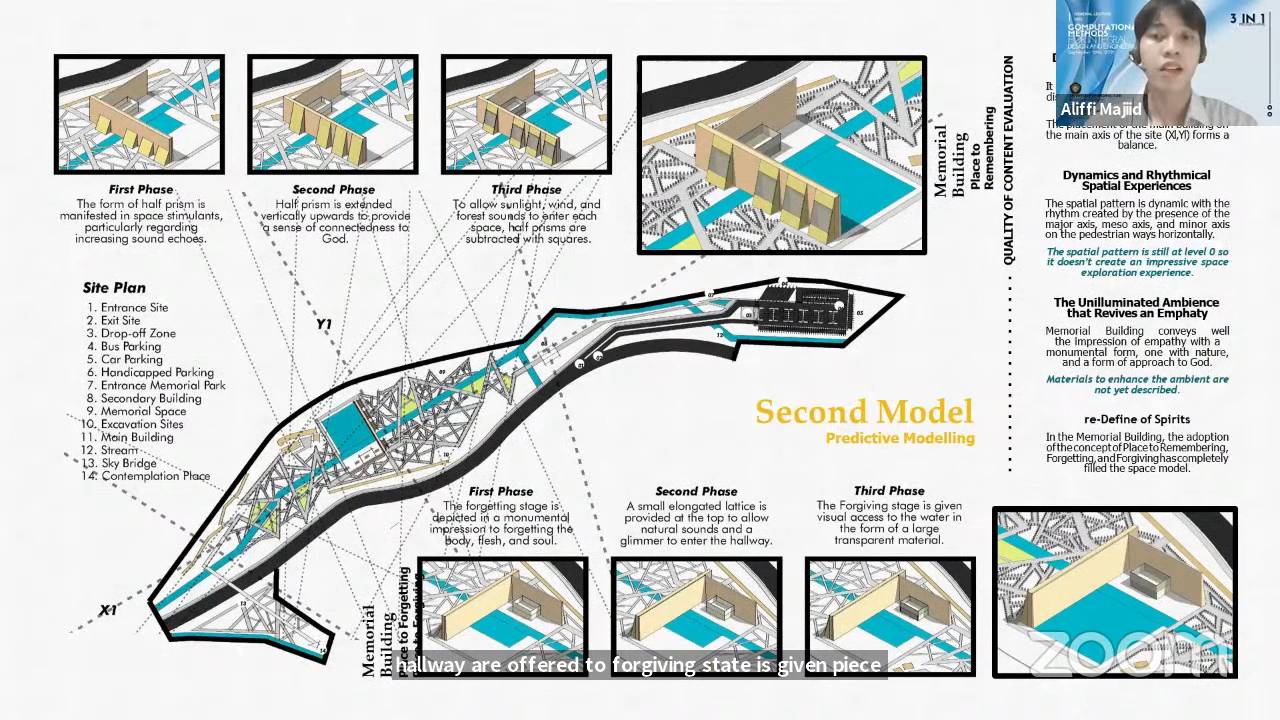 GENERAL LECTURE
COMPUTATIONAL
METHODS
FOR INTEGRAL
DESIGN AND ENGINEERING
3 IN 1
Aliffi Majiid
First Phase
The form of half prism is
manifested in space stimulants,
particularly regarding
increasing sound echoes.
Second Phase
Half prism is extended
vertically upwards to provide
a sense of connectedness to
God.
Third Phase
To allow sunlight, wind, and
forest sounds to enter each
space, half prisms are
subtracted with squares.
Memorial
Building
Place to
Remembering
QUALITY OF CONTENT EVALUATION
It
dis
The placement of the main building on
the main axis of the site (X1,Y1) forms a
balance.
Dynamics and Rhythmical
Spatial Experiences
The spatial pattern is dynamic with the
rhythm created by the presence of the
major axis, meso axis, and minor axis
on the pedestrian ways horizontally.
The spatial pattern is still at level 0 so
it doesn't create an impressive space
exploration experience.
The Unilluminated Ambience
that Revives an Emphaty
Memorial Building conveys well
the impression of empathy with a
monumental form, one with nature,
and a form of approach to God.
Materials to enhance the ambient are
not yet described.
re-Define of Spirits
In the Memorial Building, the adoption
of the concept of Place to Remembering,
Forgetting, and Forgiving has completely
filled the space model.
Site Plan
1. Entrance Site
2. Exit Site
3. Drop-off Zone
4. Bus Parking
5. Car Parking
6. Handicapped Parking
7. Entrance Memorial Park
8. Secondary Building
9. Memorial Space
10. Excavation Sites
11. Main Building
12. Stream
13. Sky Bridge
14. Contemplation Place
Y1
X1
Second Model
Predictive Modelling
First Phase
The forgetting stage is
depicted in a monumental
impression to forgetting the
body, flesh, and soul.
Second Phase
A small elongated lattice is
provided at the top to allow
natural sounds and a
glimmer to enter the hallway.
Third Phase
The Forgiving stage is given
visual access to the water in
the form of a large
transparent material.
Memorial
Building
Place to Forgetting
Place to Forgiving
hallway are offered to forgiving state is given piece
zoom